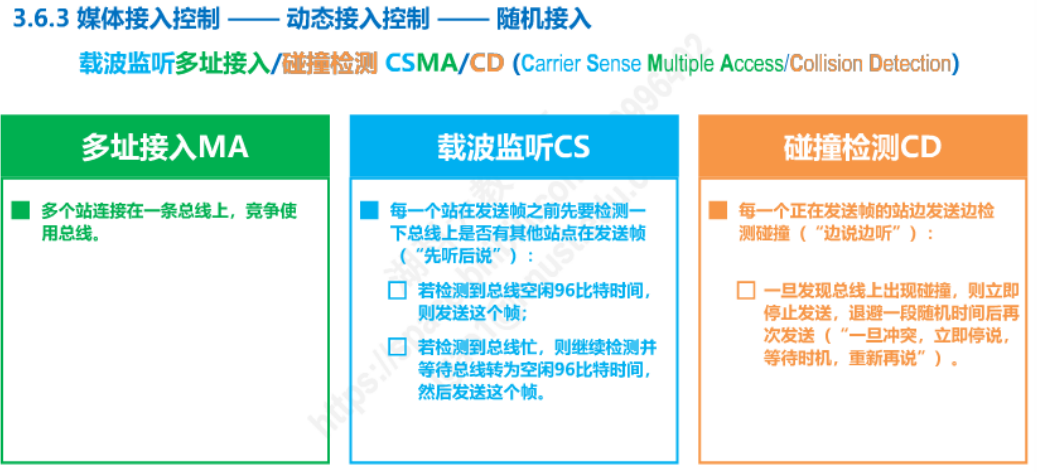 3.6.3 媒体接入控制 —— 动态接入控制 —— 随机接入
载波监听多址接入/碰撞检测 CSMA/CD (Carrier Sense Multiple Access/Collision Detection)
多址接入MA
多个站连接在一条总线上，竞争使
用总线。
载波监听CS
每一个站在发送帧之前先要检测一
下总线上是否有其他站点在发送帧
（“先听后说”）：
若检测到总线空闲96比特时间，
则发送这个帧；
若检测到总线忙，则继续检测并
等待总线转为空闲96比特时间，
然后发送这个帧。
碰撞检测CD
每一个正在发送帧的站边发送边检
测碰撞（“边说边听”）：
一旦发现总线上出现碰撞，则立即
停止发送，退避一段随机时间后再
次发送（“一旦冲突，立即停说，
等待时机，重新再说”）。